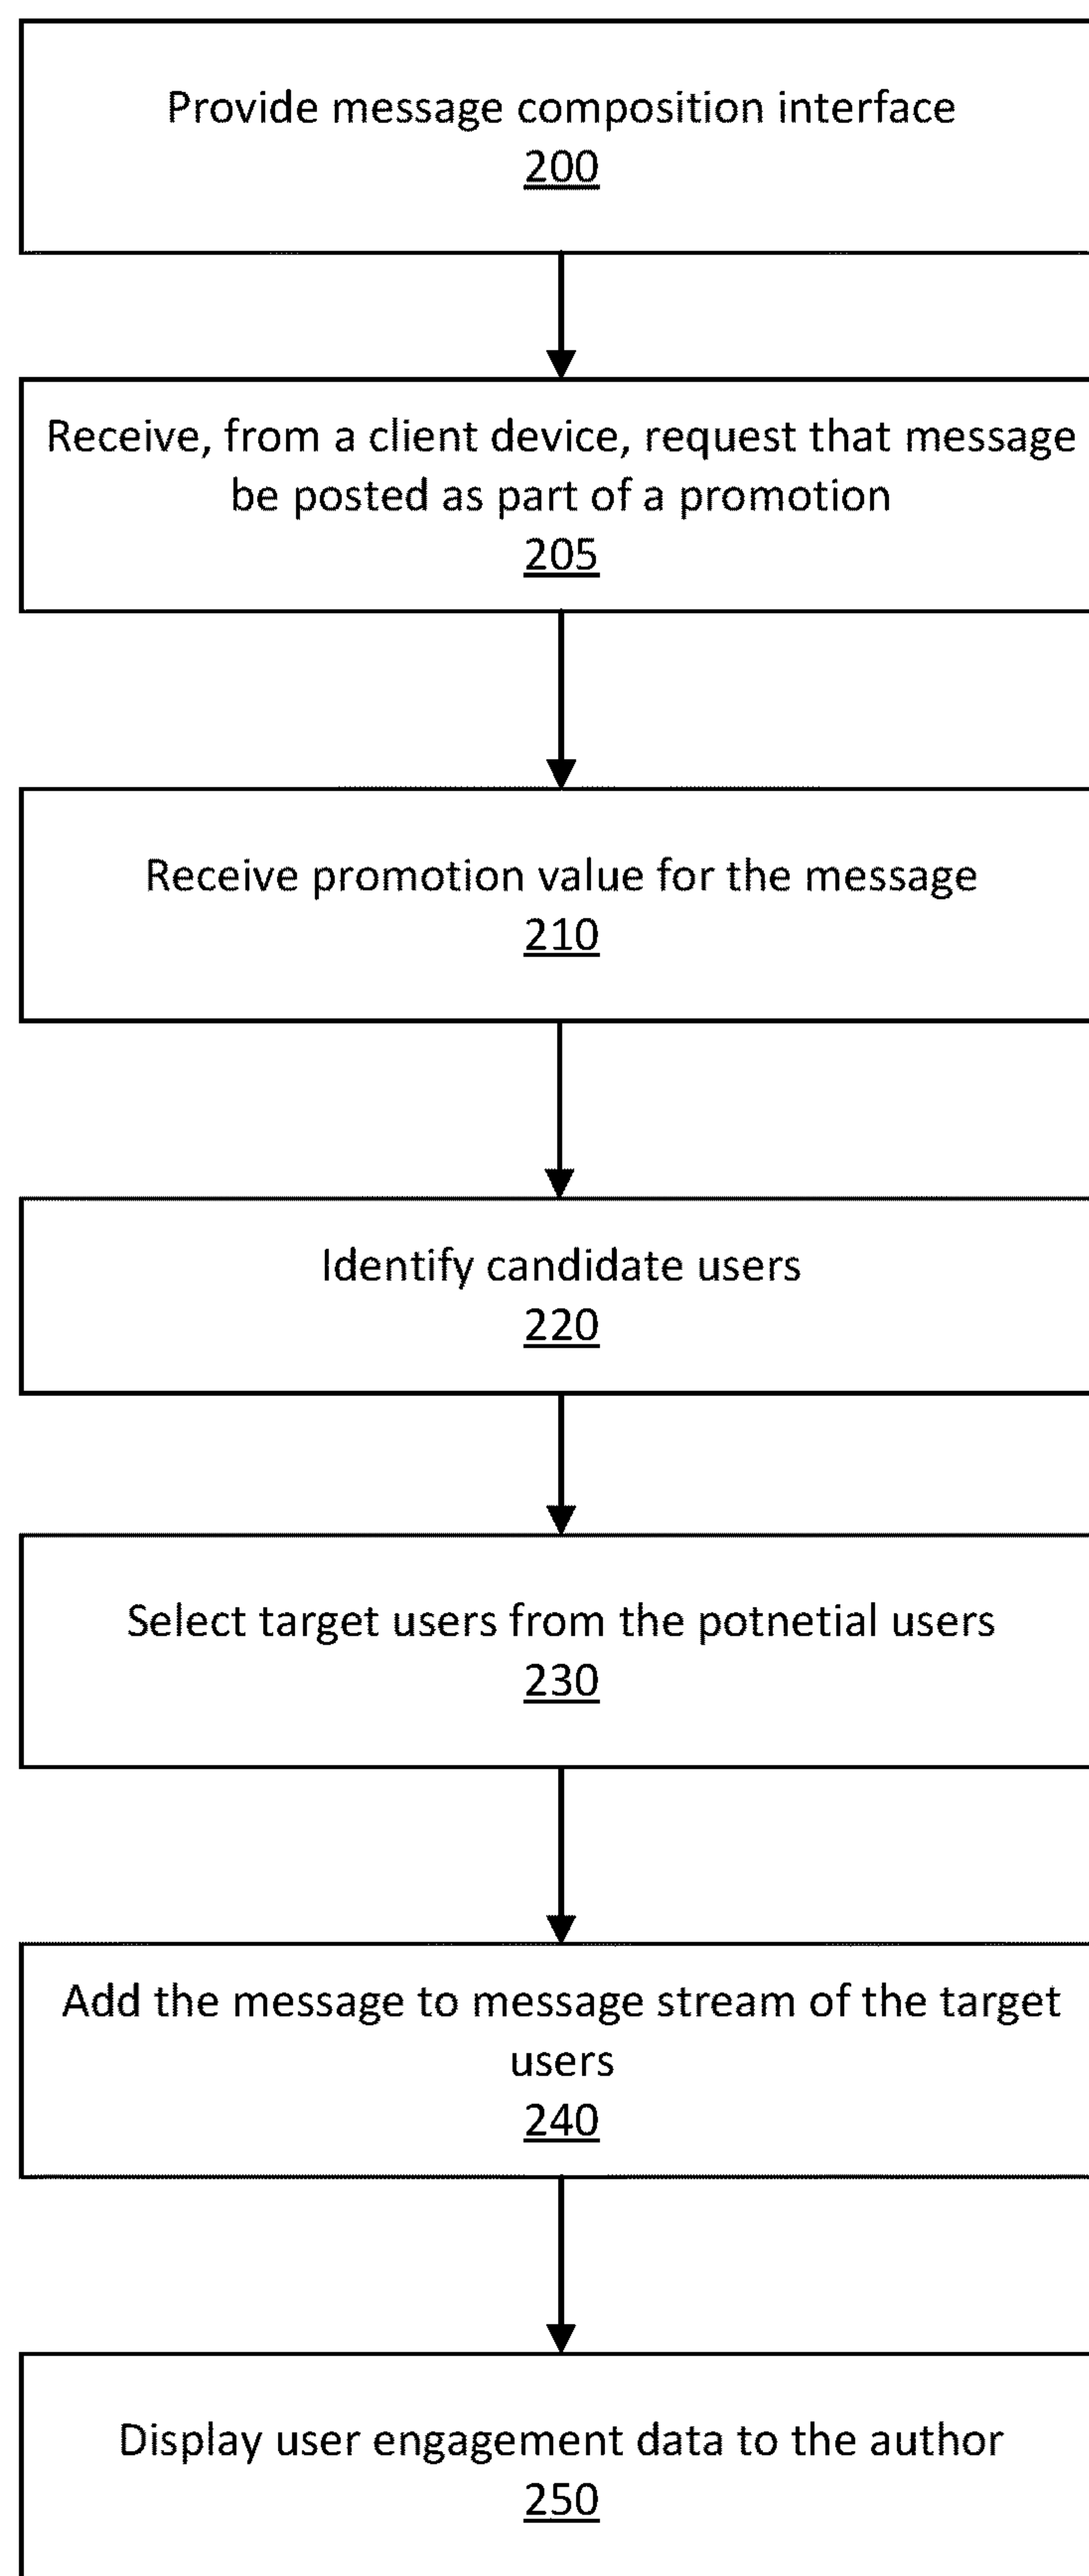 Provide message composition interface
200
Receive, from a client device, request that message
be posted as part of a promotion
205
Receive promotion value for the message
210
Identify candidate users
220
Select target users from the potnetial users
230
Add the message to message stream of the target
users
240
Display user engagement data to the author
250